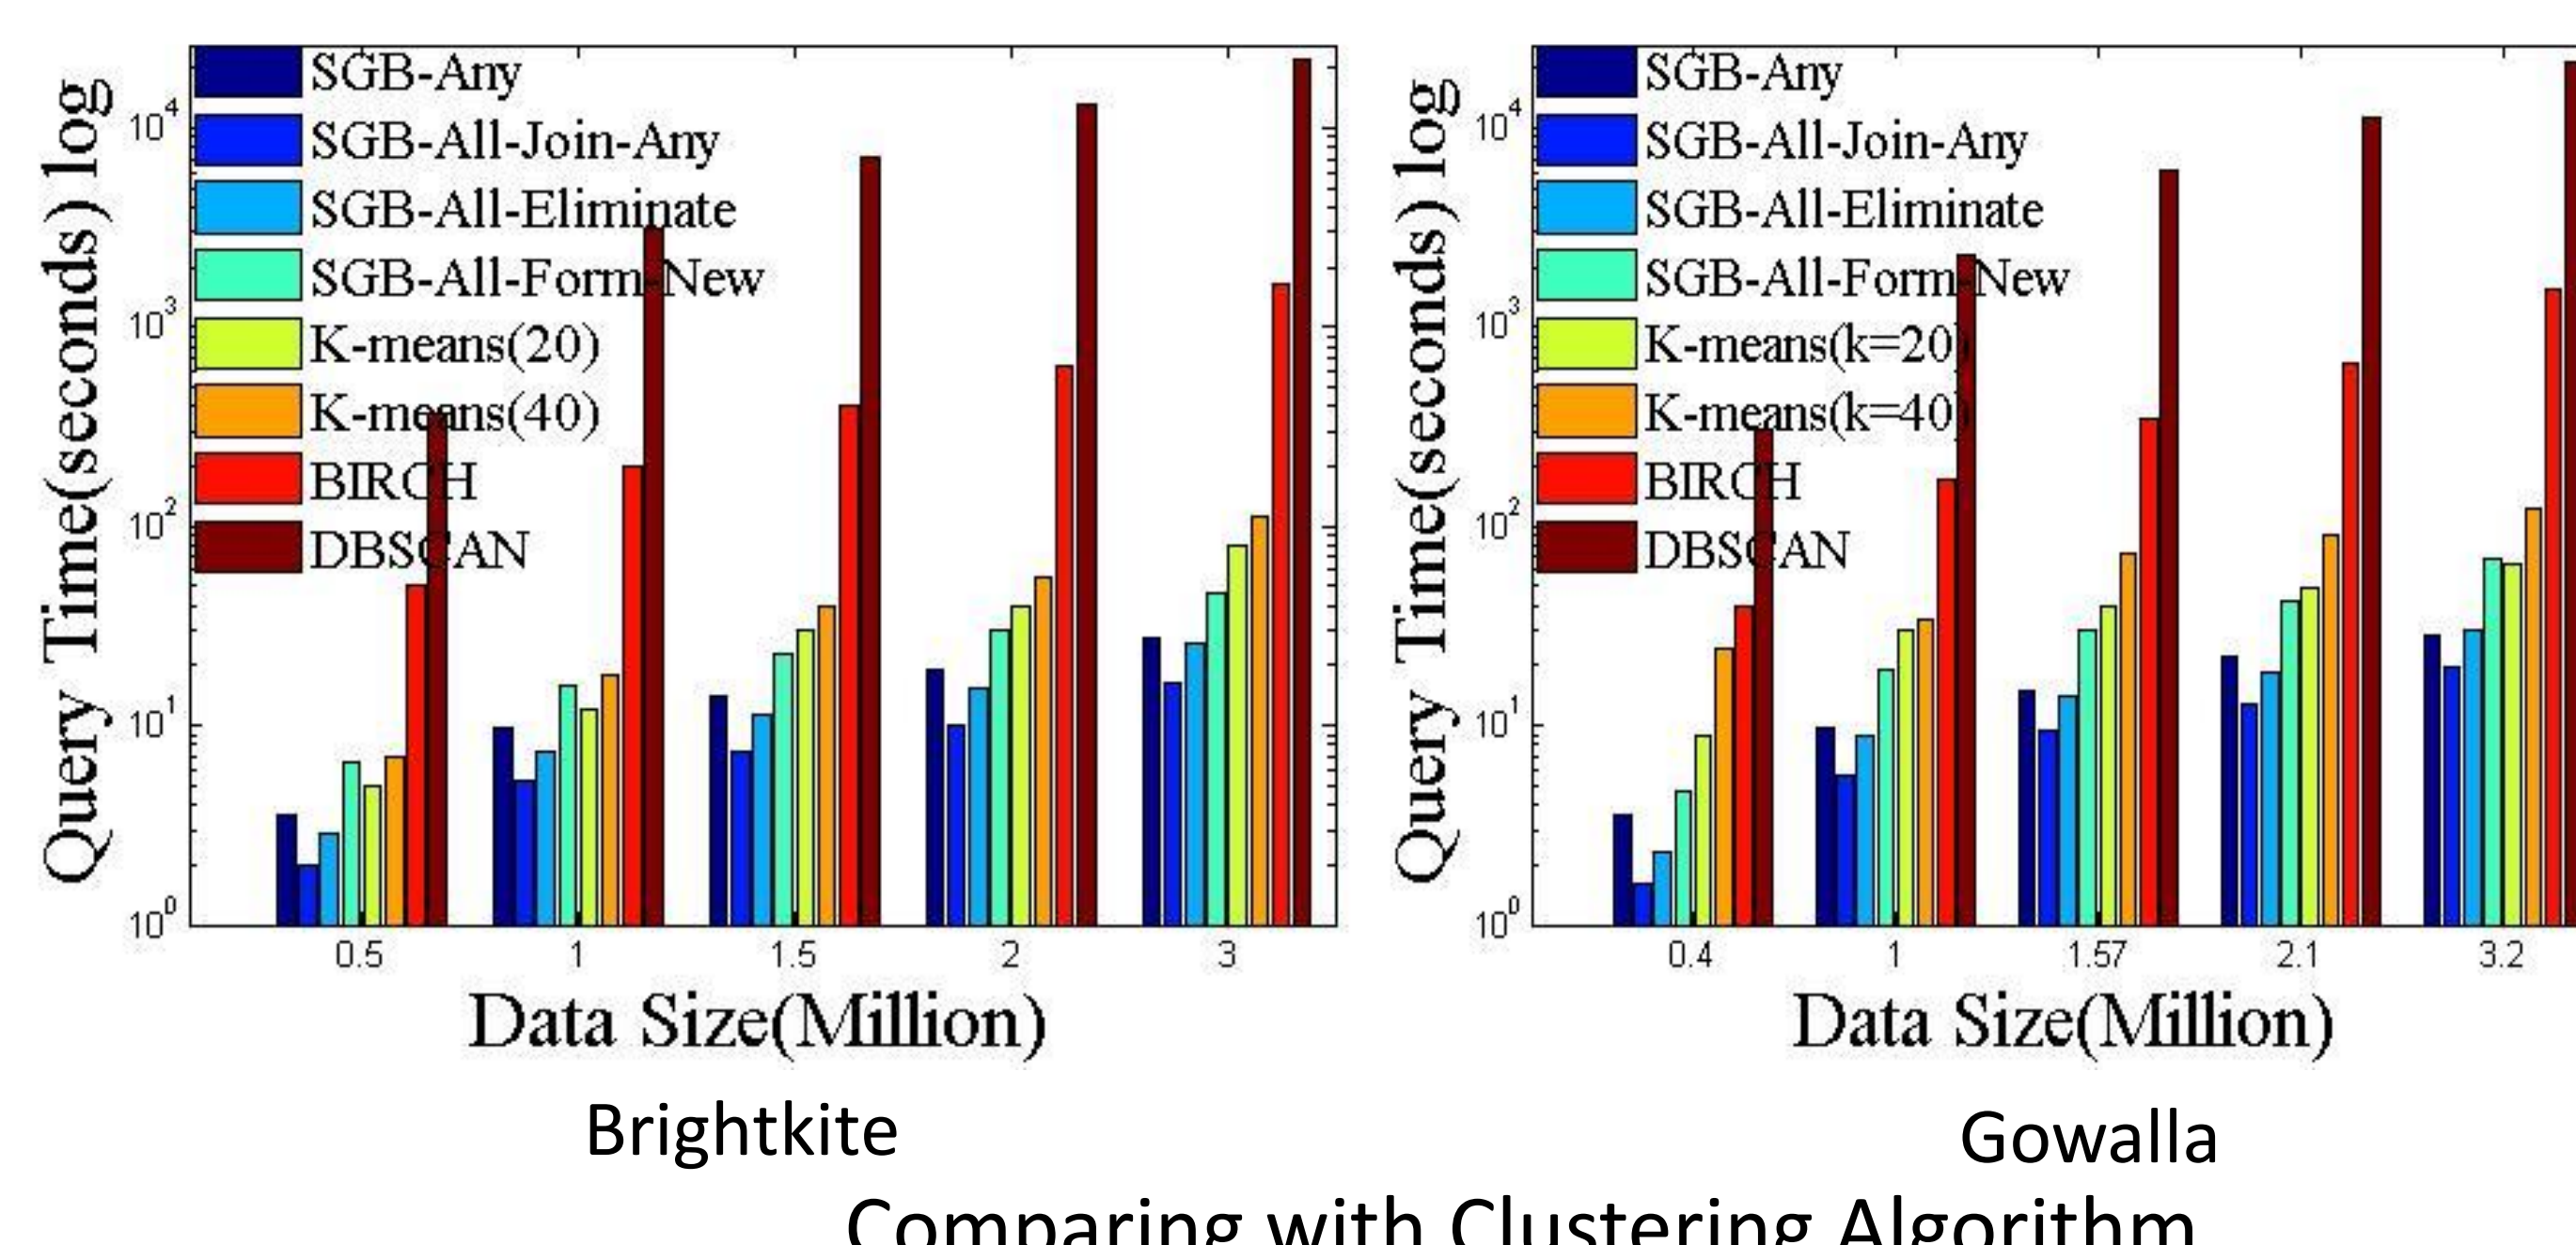 Query Time(seconds) log
10^4
10^3
10^2
10^1
10^0
SGB-Any
SGB-All-Join-Any
SGB-All-Eliminate
SGB-All-Form-New
K-means(20)
K-means(40)
BIRCH
DBSCAN
0.5 1 1.5 2 3
Data Size(Million)
Brightkite
Query Time(seconds) log
10^4
10^3
10^2
10^1
10^0
SGB-Any
SGB-All-Join-Any
SGB-All-Eliminate
SGB-All-Form-New
K-means(k=20)
K-means(k=40)
BIRCH
DBSCAN
0.4 1 1.57 2.1 3.2
Data Size(Million)
Gowalla
Comparing with Clustering Algorithm